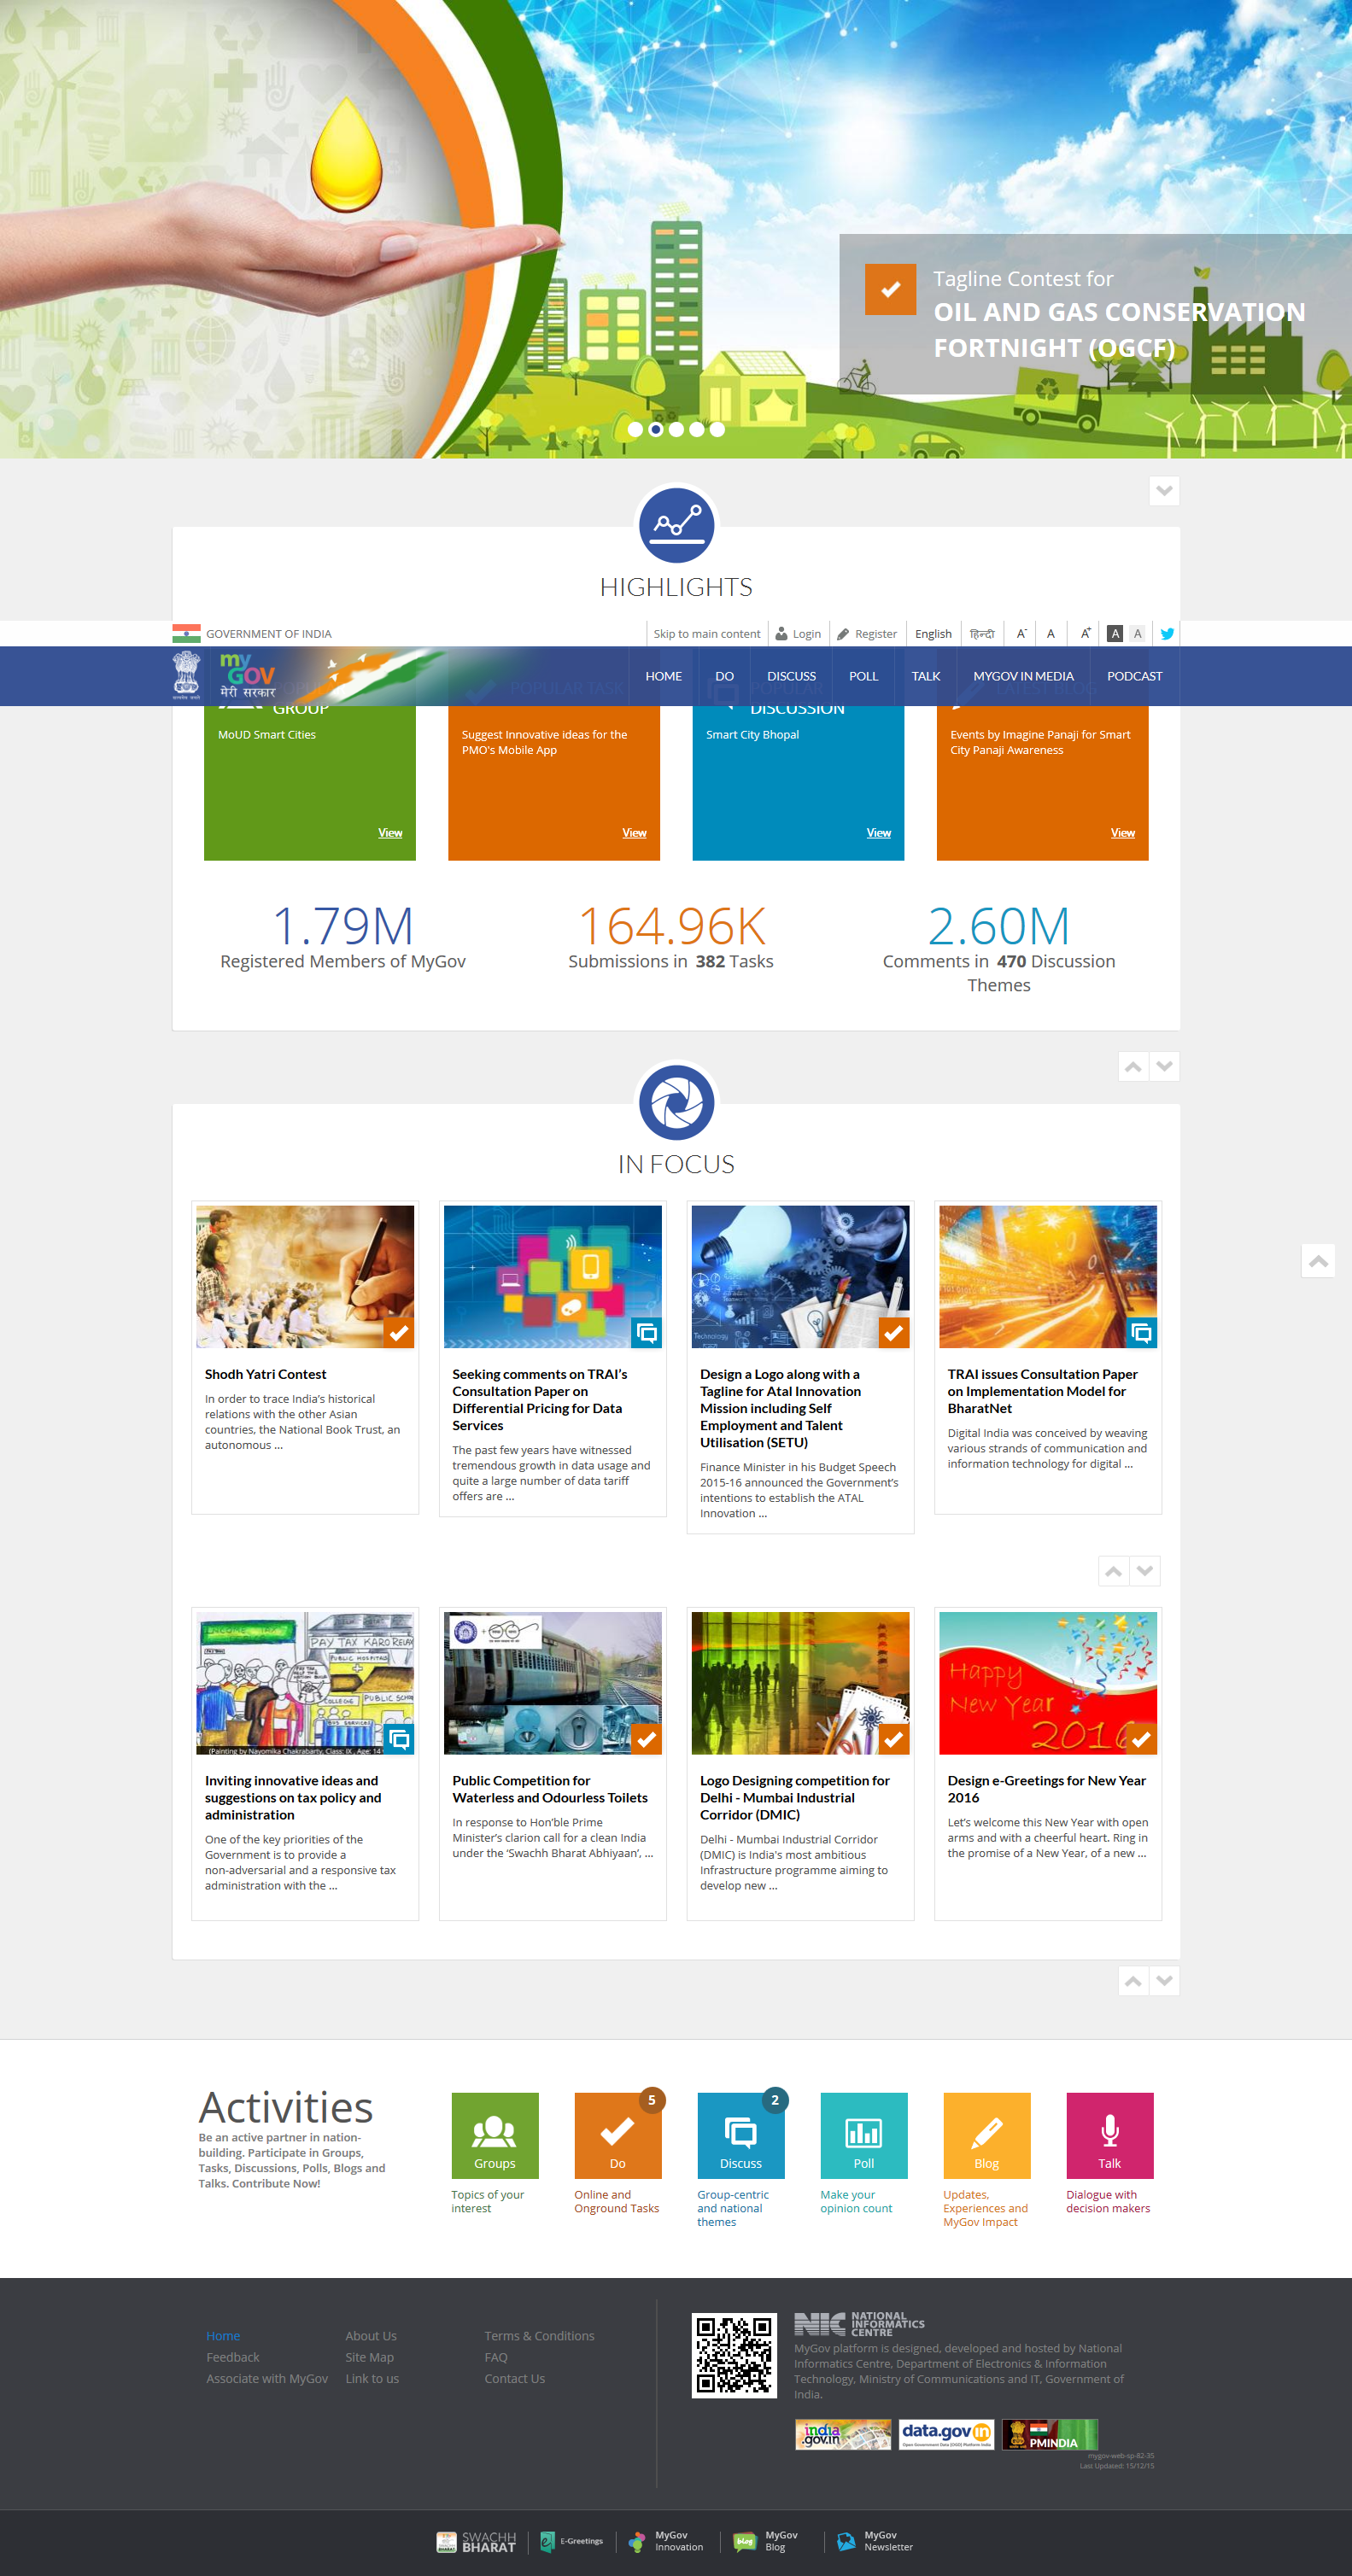 Tagline Contest for
OIL AND GAS CONSERVATION
FORTNIGHT (OGCF)
HIGHLIGHTS
GOVERNMENT OF INDIA
Skip to main content
Login
Register
English
हिन्दी
A-
A
A+
A
A
my
GOV
मेरी सरकार
HOME
DO
DISCUSS
POLL
TALK
MYGOV IN MEDIA
PODCAST
GROUP
MoUD Smart Cities
View
POPULAR TASK
Suggest Innovative ideas for the
PMO's Mobile App
View
POPULAR
DISCUSSION
Smart City Bhopal
View
LATEST BLOG
Events by Imagine Panaji for Smart
City Panaji Awareness
View
1.79M
Registered Members of MyGov
164.96K
Submissions in 382 Tasks
2.60M
Comments in 470 Discussion
Themes
IN FOCUS
Shodh Yatri Contest
In order to trace India's historical
relations with the other Asian
countries, the National Book Trust, an
autonomous ...
Seeking comments on TRAI's
Consultation Paper on
Differential Pricing for Data
Services
The past few years have witnessed
tremendous growth in data usage and
quite a large number of data tariff
offers are ...
Technology
Design a Logo along with a
Tagline for Atal Innovation
Mission including Self
Employment and Talent
Utilisation (SETU)
Finance Minister in his Budget Speech
2015-16 announced the Government's
intentions to establish the ATAL
Innovation ...
TRAI issues Consultation Paper
on Implementation Model for
BharatNet
Digital India was conceived by weaving
various strands of communication and
information technology for digital ...
INCOME TAX
PAY TAX KARO RELAX
PUBLIC HOSPITAL
COLLEGE
PUBLIC SCHO
BUS SERVICES
(Painting by Nayomika Chakrabarty, Class: IX, Age: 14
Inviting innovative ideas and
suggestions on tax policy and
administration
One of the key priorities of the
Government is to provide a
non-adversarial and a responsive tax
administration with the ...
Public Competition for
Waterless and Odourless Toilets
In response to Hon'ble Prime
Minister's clarion call for a clean India
under the 'Swachh Bharat Abhiyaan', ...
Logo Designing competition for
Delhi - Mumbai Industrial
Corridor (DMIC)
Delhi - Mumbai Industrial Corridor
(DMIC) is India's most ambitious
Infrastructure programme aiming to
develop new ...
Happy
New Year
2016
Design e-Greetings for New Year
2016
Let's welcome this New Year with open
arms and with a cheerful heart. Ring in
the promise of a New Year, of a new ...
Activities
Be an active partner in nation-
building. Participate in Groups,
Tasks, Discussions, Polls, Blogs and
Talks. Contribute Now!
Groups
Topics of your
interest
5
Do
Online and
Onground Tasks
2
Discuss
Group-centric
and national
themes
Poll
Make your
opinion count
Blog
Updates,
Experiences and
MyGov Impact
Talk
Dialogue with
decision makers
Home
About Us
Terms & Conditions
Feedback
Site Map
FAQ
Associate with MyGov
Link to us
Contact Us
NIC NATIONAL
INFORMATICS
CENTRE
MyGov platform is designed, developed and hosted by National
Informatics Centre, Department of Electronics & Information
Technology, Ministry of Communications and IT, Government of
India.
india
.gov.in
data.gov in
Open Government Data (OGD) Platform India
PMINDIA
mygov-web-sp-82-35
Last Updated: 15/12/15
SWACHH
BHARAT
E-Greetings
MyGov
Innovation
blog
MyGov
Blog
MyGov
Newsletter